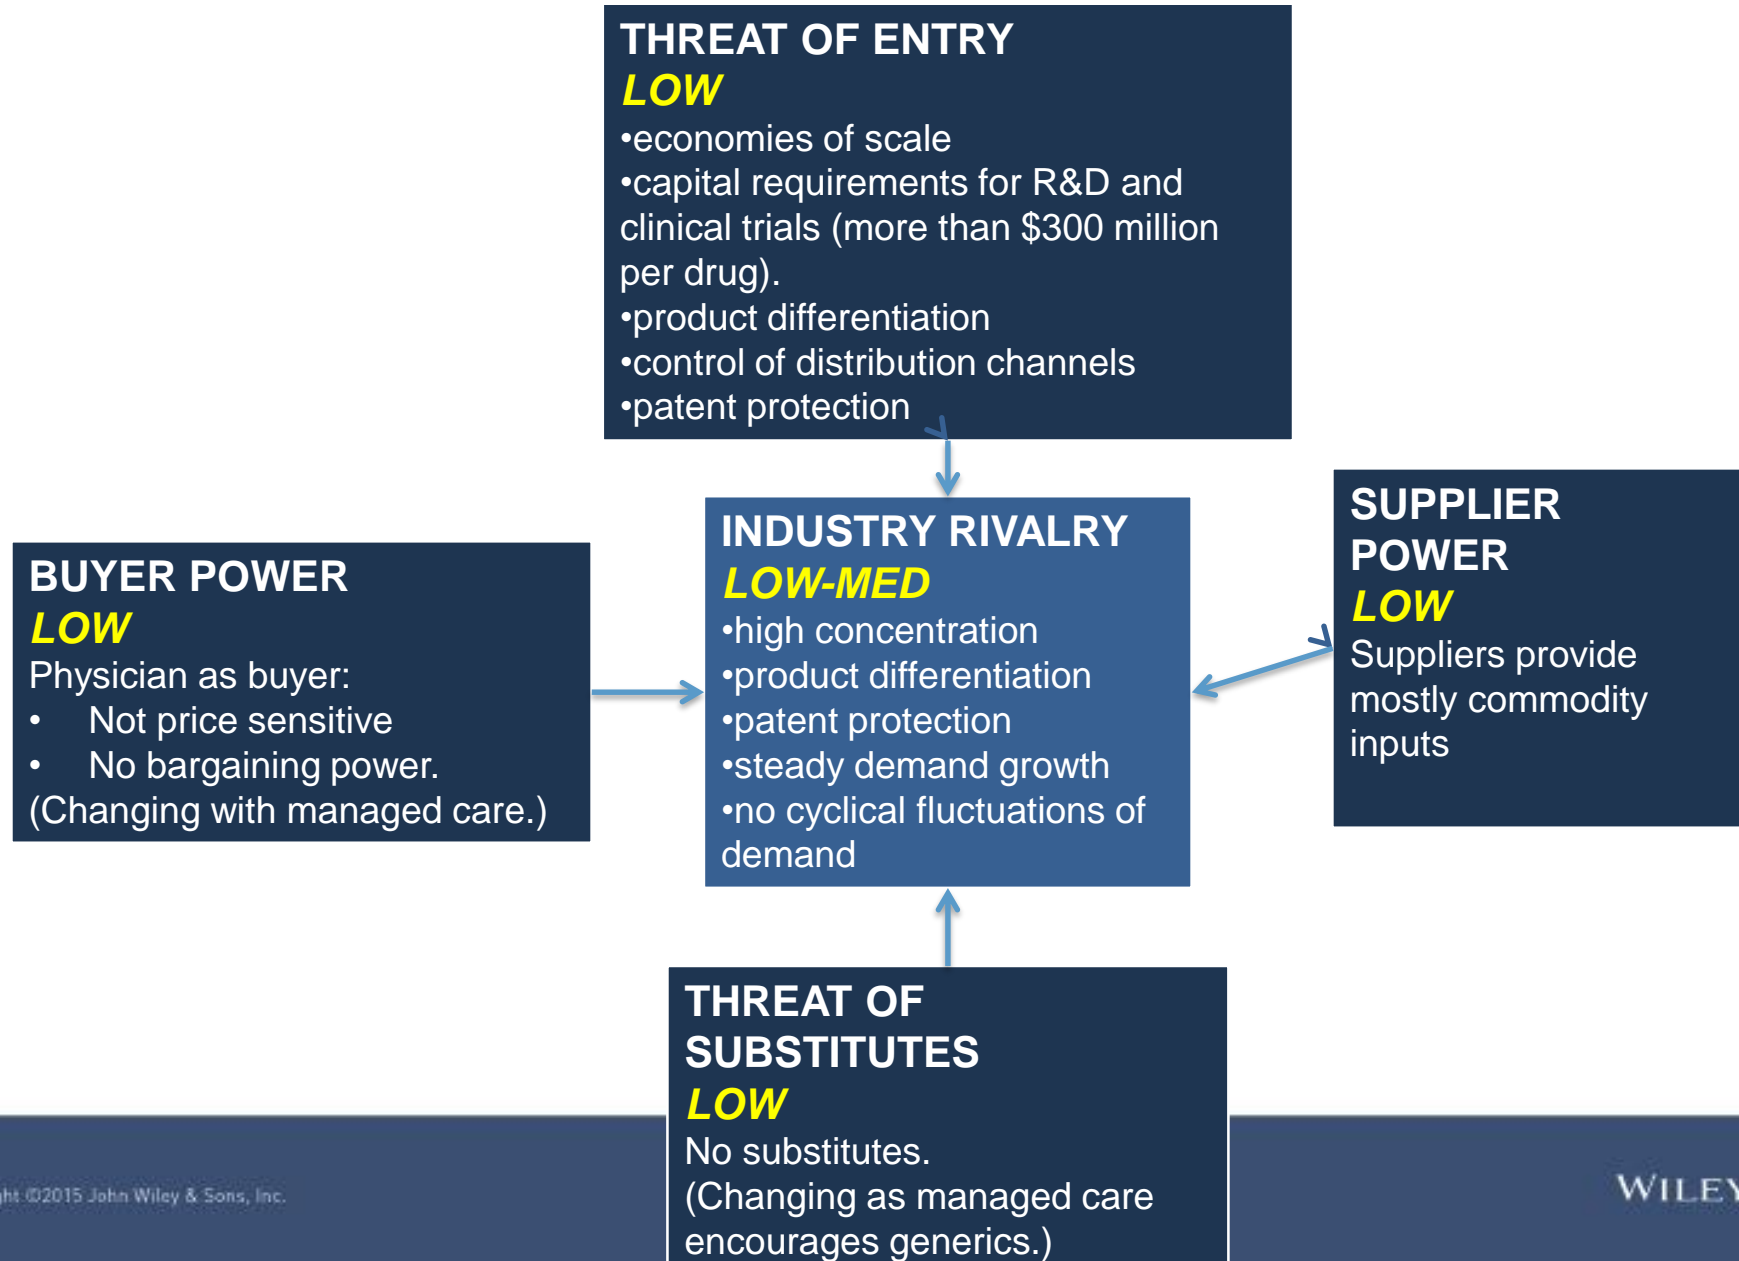 THREAT OF ENTRY
LOW
•economies of scale
•capital requirements for R&D and
clinical trials (more than $300 million
per drug).
•product differentiation
•control of distribution channels
•patent protection
BUYER POWER
LOW
Physician as buyer:
• Not price sensitive
• No bargaining power.
(Changing with managed care.)
INDUSTRY RIVALRY
LOW-MED
•high concentration
•product differentiation
•patent protection
•steady demand growth
•no cyclical fluctuations of
demand
SUPPLIER
POWER
LOW
Suppliers provide
mostly commodity
inputs
THREAT OF
SUBSTITUTES
LOW
No substitutes.
(Changing as managed care
encourages generics.)
ht ©2015 John Wiley & Sons, Inc.
WILEY